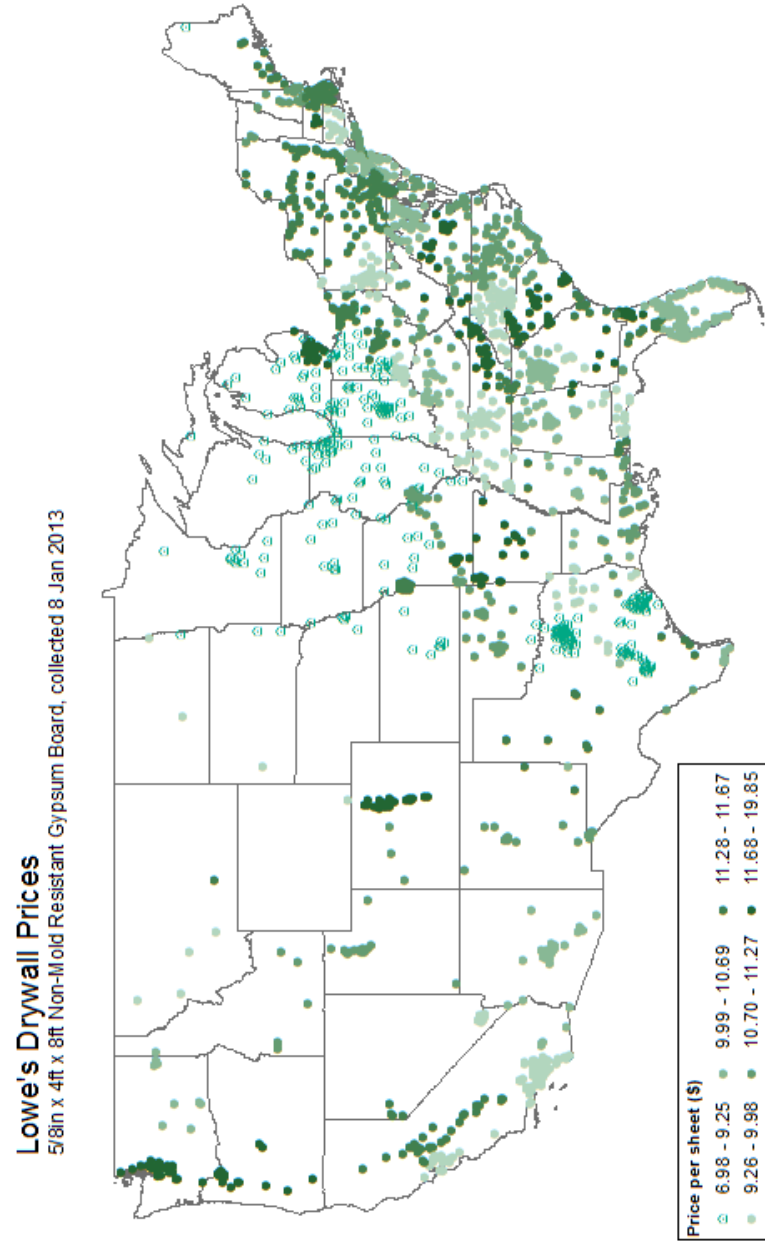 Lowe's Drywall Prices
5/8in x 4ft x 8ft Non-Mold Resistant Gypsum Board, collected 8 Jan 2013
Price per sheet ($)
6.98 - 9.25 9.99 - 10.69 11.28 - 11.67
9.26 - 9.98 10.70 - 11.27 11.68 - 19.85